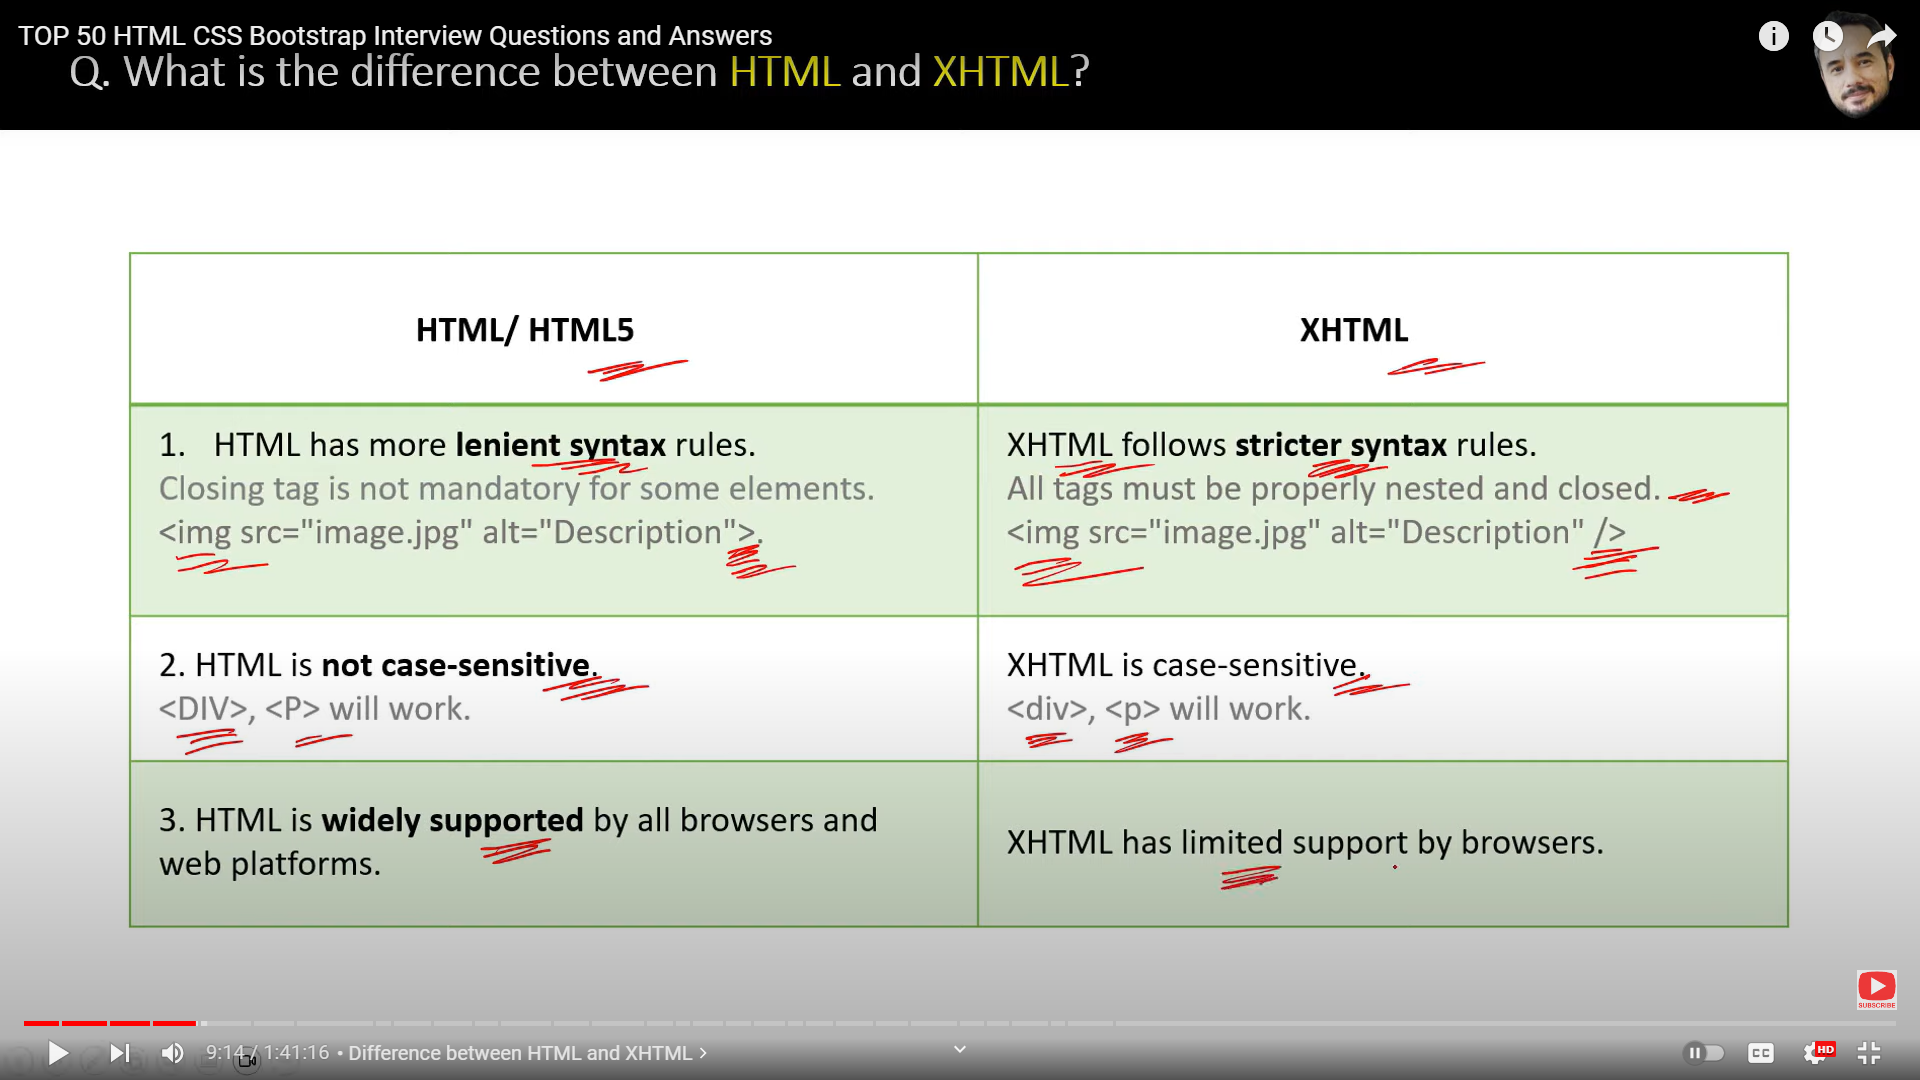 TOP 50 HTML CSS Bootstrap Interview Questions and Answers
Q. What is the difference between HTML and XHTML?
HTML/ HTML5
XHTML
1. HTML has more lenient syntax rules.
Closing tag is not mandatory for some elements.
<img src="image.jpg" alt="Description">.
XHTML follows stricter syntax rules.
All tags must be properly nested and closed.
<img src="image.jpg" alt="Description" />
2. HTML is not case-sensitive.
<DIV>, <P> will work.
XHTML is case-sensitive.
<div>, <p> will work.
3. HTML is widely supported by all browsers and
web platforms.
XHTML has limited support by browsers.
SUBSCRIBE
9:14 / 1:41:16 • Difference between HTML and XHTML
CC
HD